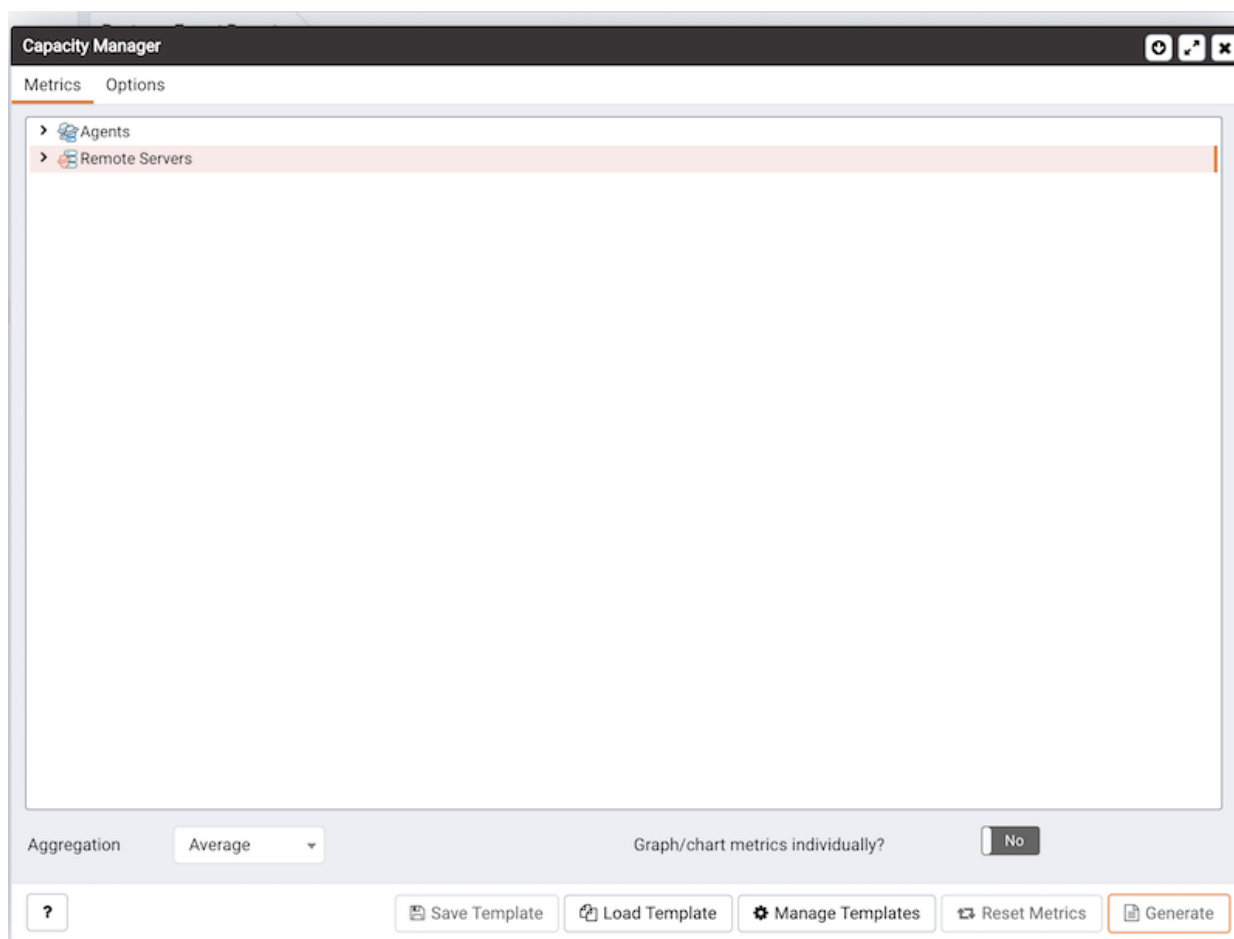 Capacity Manager
Metrics Options
Agents
Remote Servers
Aggregation Average Graph/chart metrics individually? No
? Save Template Load Template Manage Templates Reset Metrics Generate